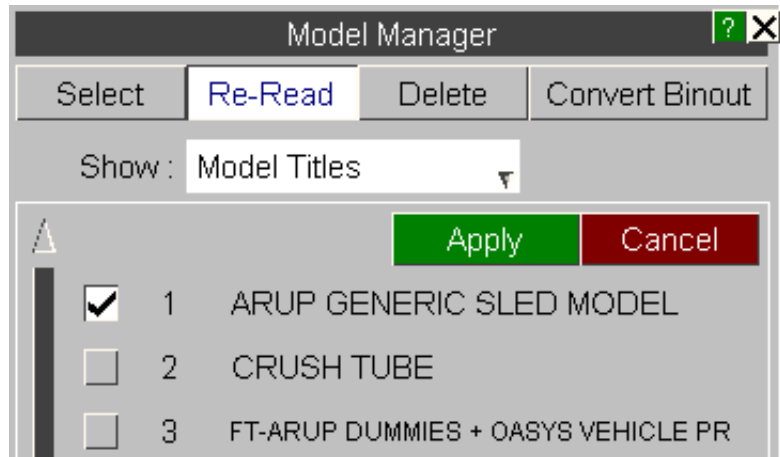 Model Manager ?
Select Re-Read Delete Convert Binout
Show : Model Titles
Apply Cancel
1 ARUP GENERIC SLED MODEL
2 CRUSH TUBE
3 FT-ARUP DUMMIES + OASYS VEHICLE PR